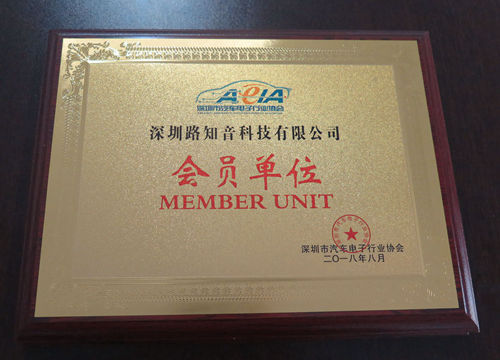 AeIA
深圳市汽车电子行业协会
深圳路知音科技有限公司
会员单位
MEMBER UNIT
深圳市汽车电子行业协会
二〇一八年八月